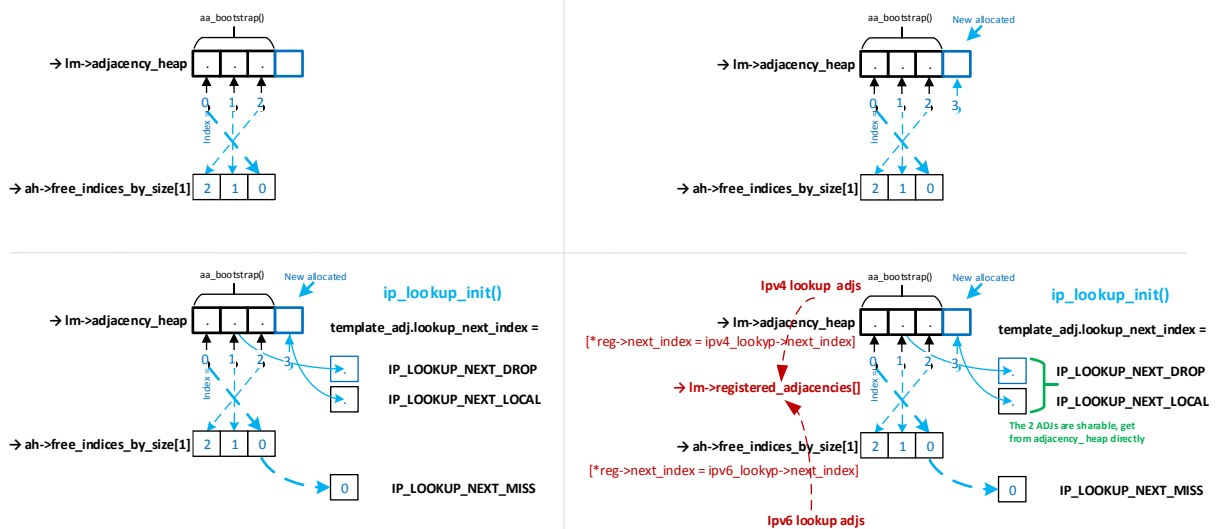 aa_bootstrap()
→ lm->adjacency_heap
. . .
0, 1, 2,
Index =
→ ah->free_indices_by_size[1]
2 1 0
aa_bootstrap()
New allocated
→ lm->adjacency_heap
. . .
0, 1, 2, 3,
Index =
→ ah->free_indices_by_size[1]
2 1 0
aa_bootstrap()
New allocated
ip_lookup_init()
→ lm->adjacency_heap
. . .
template_adj.lookup_next_index =
0, 1, 2, 3,
Index =
. IP_LOOKUP_NEXT_DROP
. IP_LOOKUP_NEXT_LOCAL
→ ah->free_indices_by_size[1]
2 1 0
0 IP_LOOKUP_NEXT_MISS
Ipv4 lookup adjs
aa_bootstrap()
New allocated
ip_lookup_init()
→ lm->adjacency_heap
. . .
template_adj.lookup_next_index =
[*reg->next_index = ipv4_lookyp->next_index]
0, 1, 2, 3,
Index =
. IP_LOOKUP_NEXT_DROP
→ lm->registered_adjacencies[]
. IP_LOOKUP_NEXT_LOCAL
The 2 ADJs are sharable, get
from adjacency_heap directly
→ ah->free_indices_by_size[1]
2 1 0
[*reg->next_index = ipv6_lookyp->next_index]
0 IP_LOOKUP_NEXT_MISS
Ipv6 lookup adjs